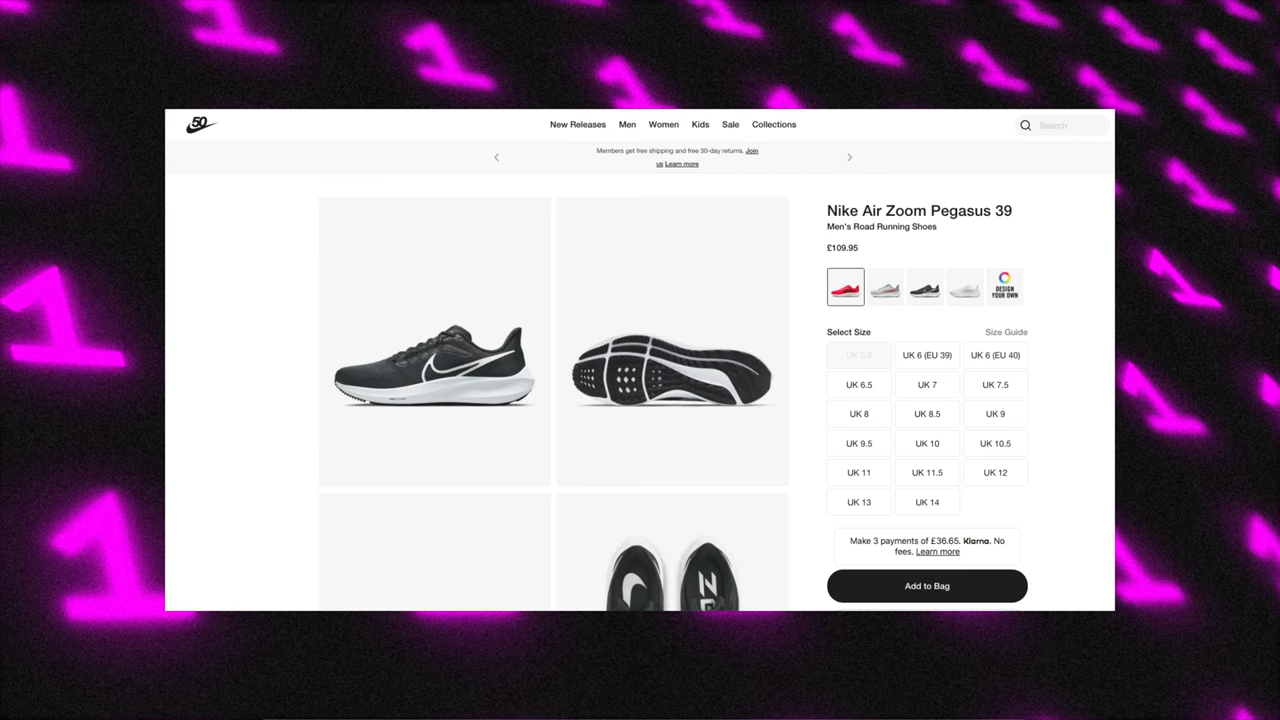 50
New Releases Men Women Kids Sale Collections
Search
Members get free shipping and free 30-day returns. Join
us Learn more
Nike Air Zoom Pegasus 39
Men's Road Running Shoes
£109.95
DESIGN
YOUR OWN
Select Size Size Guide
UK 5.5 UK 6 (EU 39) UK 6 (EU 40)
UK 6.5 UK 7 UK 7.5
UK 8 UK 8.5 UK 9
UK 9.5 UK 10 UK 10.5
UK 11 UK 11.5 UK 12
UK 13 UK 14
Make 3 payments of £36.65. Klarna. No
fees. Learn more
Add to Bag